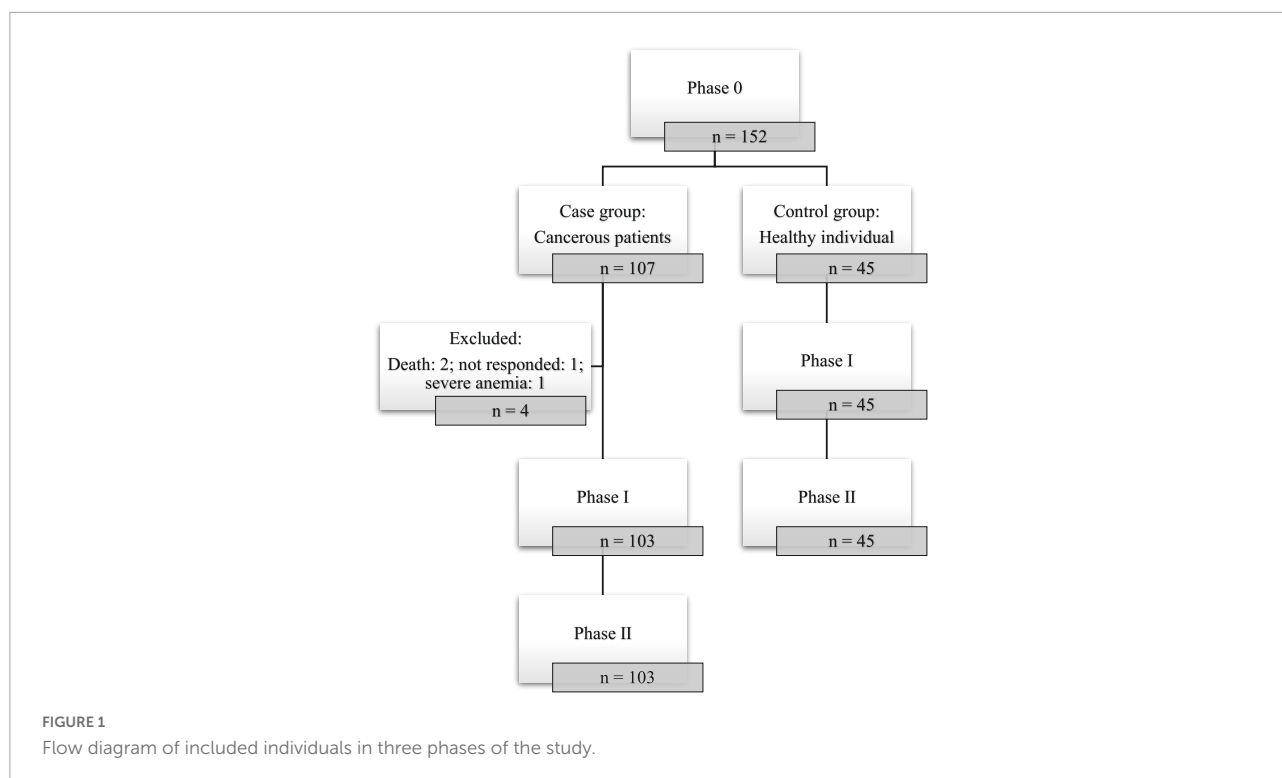 Phase 0
n = 152
Case group:
Cancerous patients
n = 107
Control group:
Healthy individual
n = 45
Excluded:
Death: 2; not responded: 1;
severe anemia: 1
n = 4
Phase I
n = 45
Phase I
n = 103
Phase II
n = 45
Phase II
n = 103
FIGURE 1
Flow diagram of included individuals in three phases of the study.